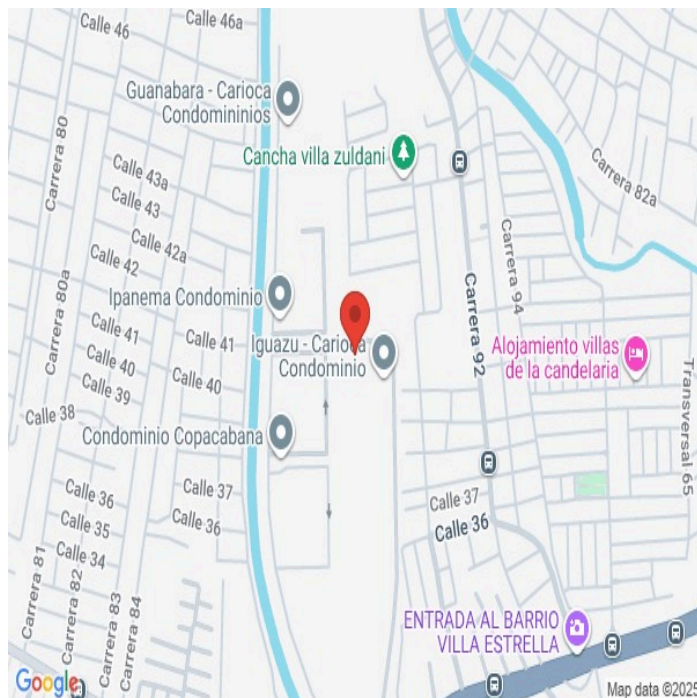 Calle 46
Calle 46a
Guanabara - Carioca
Condomininios
Cancha villa zuldani
Carrera 80
Calle 43a
Calle 43
Calle 42a
Calle 42
Carrera 82a
Carrera 94
Carrera 92
Carrera 80a
Ipanema Condominio
Calle 41
Calle 41
Calle 40
Calle 40
Calle 39
Iguazu - Carioca
Condominio
Alojamiento villas
de la candelaria
Transversal 65
Calle 38
Condominio Copacabana
Calle 36
Calle 37
Calle 35
Calle 36
Calle 34
Calle 37
Calle 36
Carrera 81
Carrera 82
Carrera 83
Carrera 84
ENTRADA AL BARRIO
VILLA ESTRELLA
Google
Map data ©2025